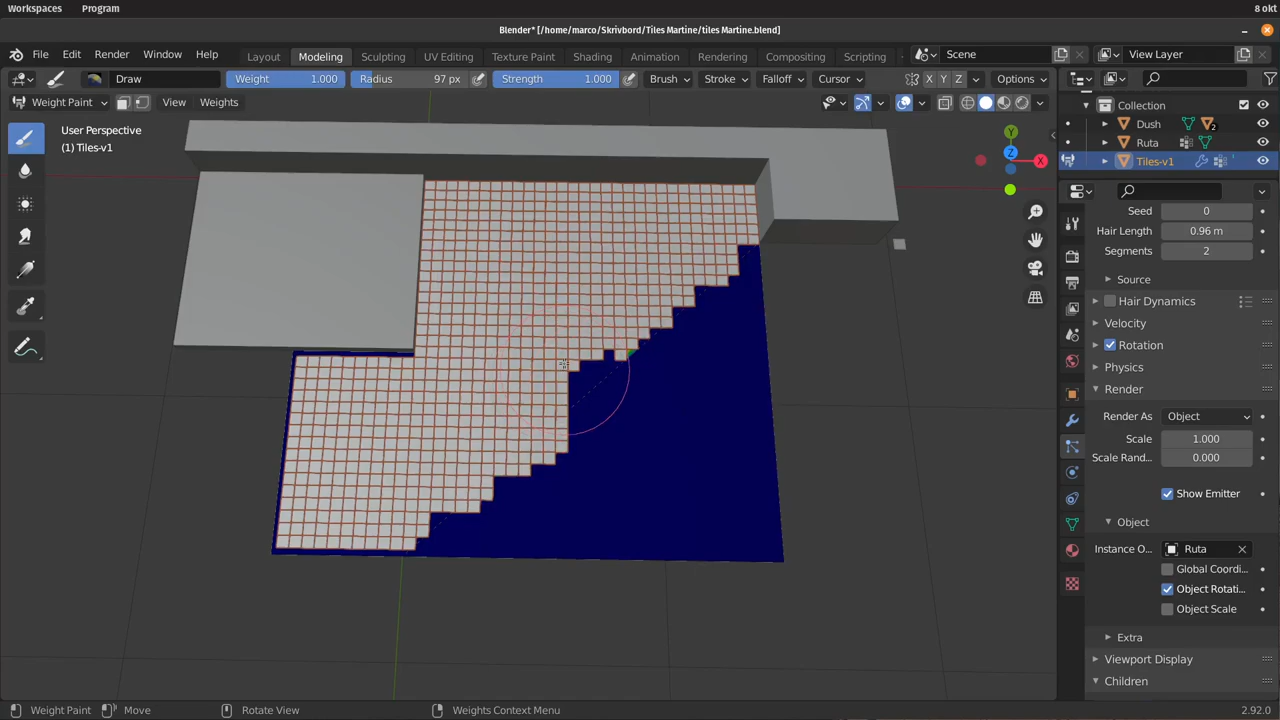 Workspaces Program 8 okt
Blender* [/home/marco/Skrivbord/Tiles Martine/tiles Martine.blend]
File Edit Render Window Help Layout Modeling Sculpting UV Editing Texture Paint Shading Animation Rendering Compositing Scripting Scene View Layer
Draw Weight 1.000 Radius 97 px Strength 1.000 Brush Stroke Falloff Cursor X Y Z Options
Weight Paint View Weights
Collection
Dush 2
Ruta
Tiles-v1
User Perspective
(1) Tiles-v1
Y
Z
X
Seed 0
Hair Length 0.96 m
Segments 2
Source
Hair Dynamics
Velocity
Rotation
Physics
Render
Render As Object
Scale 1.000
Scale Rand... 0.000
Show Emitter
Object
Instance O... Ruta
Global Coordi...
Object Rotati...
Object Scale
Extra
Viewport Display
Children
Weight Paint Move Rotate View Weights Context Menu 2.92.0